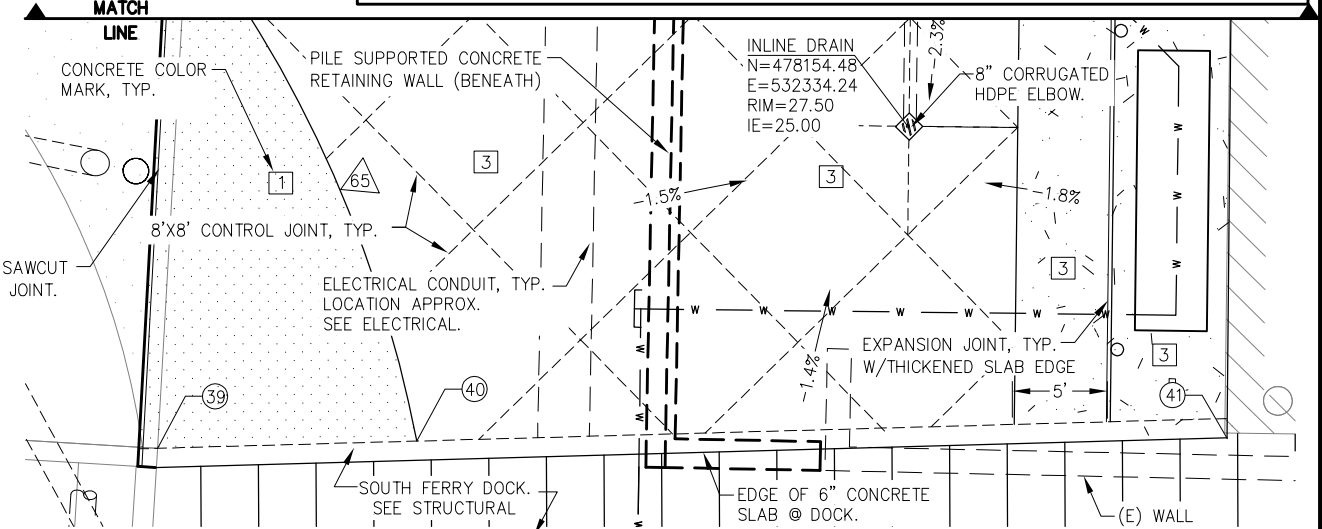 MATCH
LINE
CONCRETE COLOR
MARK, TYP.
PILE SUPPORTED CONCRETE
RETAINING WALL (BENEATH)
INLINE DRAIN
N=478154.48
E=532334.24
RIM=27.50
IE=25.00
2.3%
8" CORRUGATED
HDPE ELBOW.
W
1
65
3
3
1.5%
1.8%
W
W
W
8'X8' CONTROL JOINT, TYP.
SAWCUT
JOINT.
ELECTRICAL CONDUIT, TYP.
LOCATION APPROX.
SEE ELECTRICAL.
3
W
W
W
W
W
W
W
W
EXPANSION JOINT, TYP.
W/THICKENED SLAB EDGE
3
1.4%
5'
39
40
41
W
W
SOUTH FERRY DOCK.
SEE STRUCTURAL
EDGE OF 6" CONCRETE
SLAB @ DOCK.
(E) WALL
W